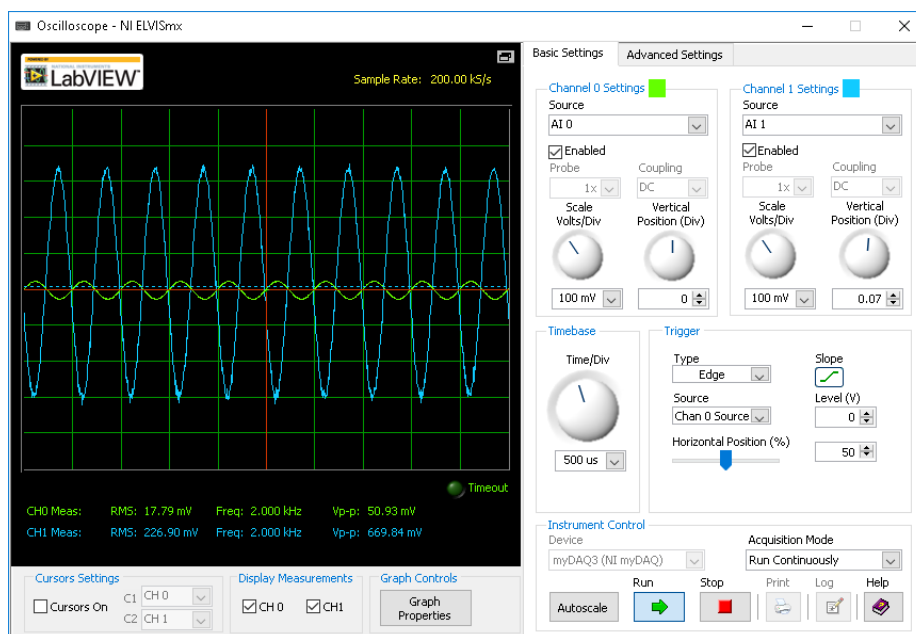 Oscilloscope - NI ELVISmx
POWERED BY NATIONAL INSTRUMENTS
LabVIEW™
Sample Rate: 200.00 kS/s
Timeout
CH0 Meas: RMS: 17.79 mV Freq: 2.000 kHz Vp-p: 50.93 mV
CH1 Meas: RMS: 226.90 mV Freq: 2.000 kHz Vp-p: 669.84 mV
Cursors Settings
Cursors On
C1 CH 0
C2 CH 1
Display Measurements
CH 0 CH1
Graph Controls
Graph
Properties
Basic Settings Advanced Settings
Channel 0 Settings
Source
AI 0
Enabled
Probe Coupling
1x DC
Scale
Volts/Div
Vertical
Position (Div)
100 mV 0
Channel 1 Settings
Source
AI 1
Enabled
Probe Coupling
1x DC
Scale
Volts/Div
Vertical
Position (Div)
100 mV 0.07
Timebase
Time/Div
500 us
Trigger
Type
Edge
Slope
Source
Chan 0 Source
Level (V)
0
Horizontal Position (%)
50
Instrument Control
Device
myDAQ3 (NI myDAQ)
Acquisition Mode
Run Continuously
Run Stop Print Log Help
Autoscale